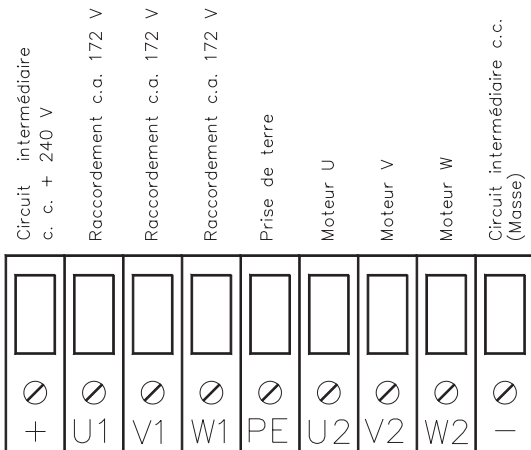 Circuit intermédiaire
c. c. + 240 V
Raccordement c.a. 172 V
Raccordement c.a. 172 V
Raccordement c.a. 172 V
Prise de terre
Moteur U
Moteur V
Moteur W
Circuit intermédiaire c.c.
(Masse)
+ U1 V1 W1 PE U2 V2 W2 −